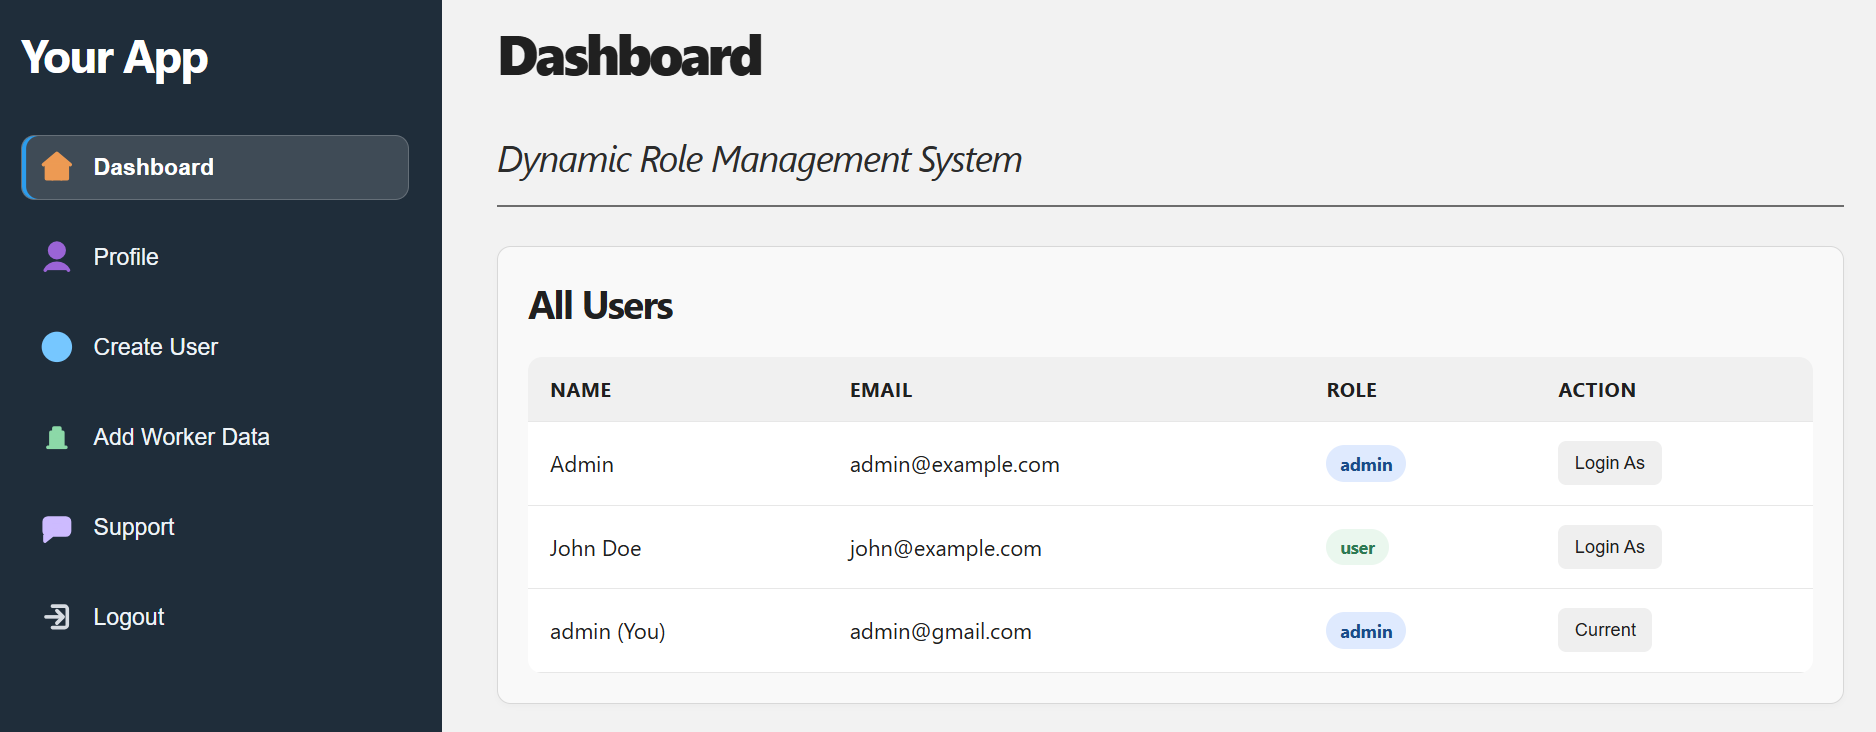 Your App
Dashboard
Profile
Create User
Add Worker Data
Support
Logout
Dashboard
Dynamic Role Management System
All Users
NAME EMAIL ROLE ACTION
Admin admin@example.com admin Login As
John Doe john@example.com user Login As
admin (You) admin@gmail.com admin Current